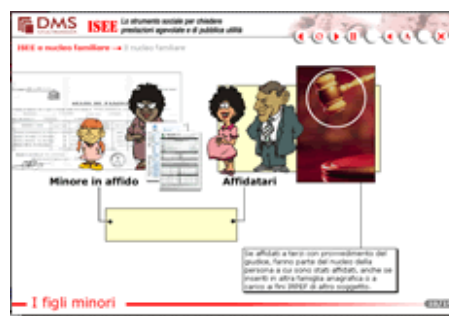 DMS ISEE Lo strumento sociale per chiedere
prestazioni agevolate e di pubblica utilità
ISEE e nucleo familiare → il nucleo familiare
Minore in affido
Affidatari
Se affidati a terzi con provvedimento del
giudice, fanno parte del nucleo della
persona a cui sono stati affidati, anche se
inseriti in altra famiglia anagrafica o a
carico ai fini IRPEF di altro soggetto.
I figli minori